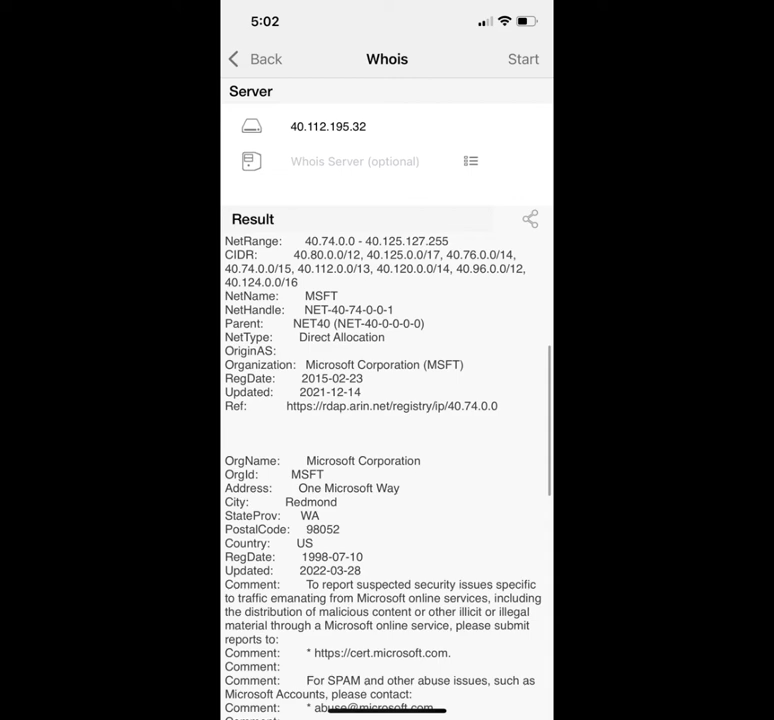 5:02
Back
Whois
Start
Server
40.112.195.32
Whois Server (optional)
Result
NetRange: 40.74.0.0 - 40.125.127.255
CIDR: 40.80.0.0/12, 40.125.0.0/17, 40.76.0.0/14,
40.74.0.0/15, 40.112.0.0/13, 40.120.0.0/14, 40.96.0.0/12,
40.124.0.0/16
NetName: MSFT
NetHandle: NET-40-74-0-0-1
Parent: NET40 (NET-40-0-0-0-0)
NetType: Direct Allocation
OriginAS:
Organization: Microsoft Corporation (MSFT)
RegDate: 2015-02-23
Updated: 2021-12-14
Ref: https://rdap.arin.net/registry/ip/40.74.0.0
OrgName: Microsoft Corporation
OrgId: MSFT
Address: One Microsoft Way
City: Redmond
StateProv: WA
PostalCode: 98052
Country: US
RegDate: 1998-07-10
Updated: 2022-03-28
Comment: To report suspected security issues specific
to traffic emanating from Microsoft online services, including
the distribution of malicious content or other illicit or illegal
material through a Microsoft online service, please submit
reports to:
Comment: * https://cert.microsoft.com.
Comment:
Comment: For SPAM and other abuse issues, such as
Microsoft Accounts, please contact:
Comment: * abuse@microsoft.com.